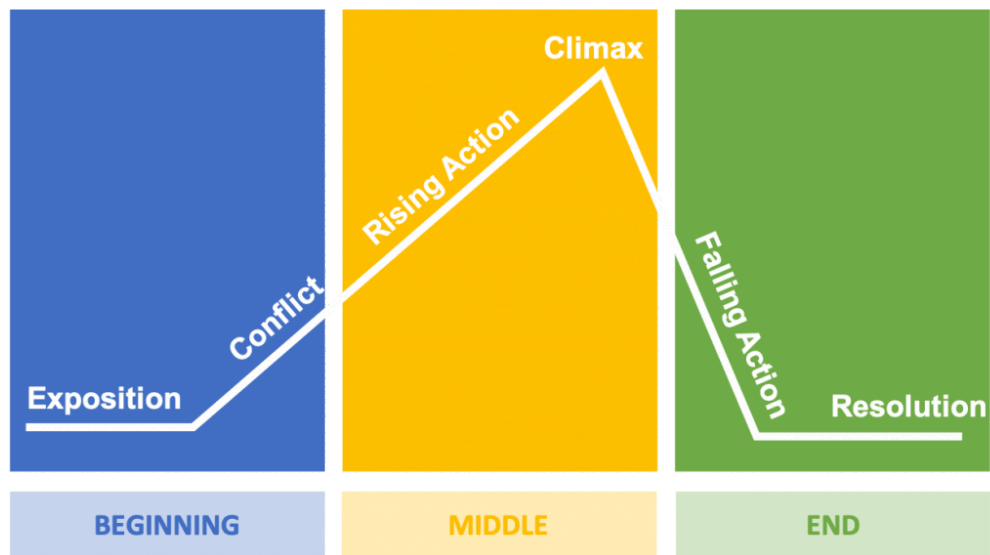 Exposition
Conflict
Rising Action
Climax
Falling Action
Resolution
BEGINNING
MIDDLE
END